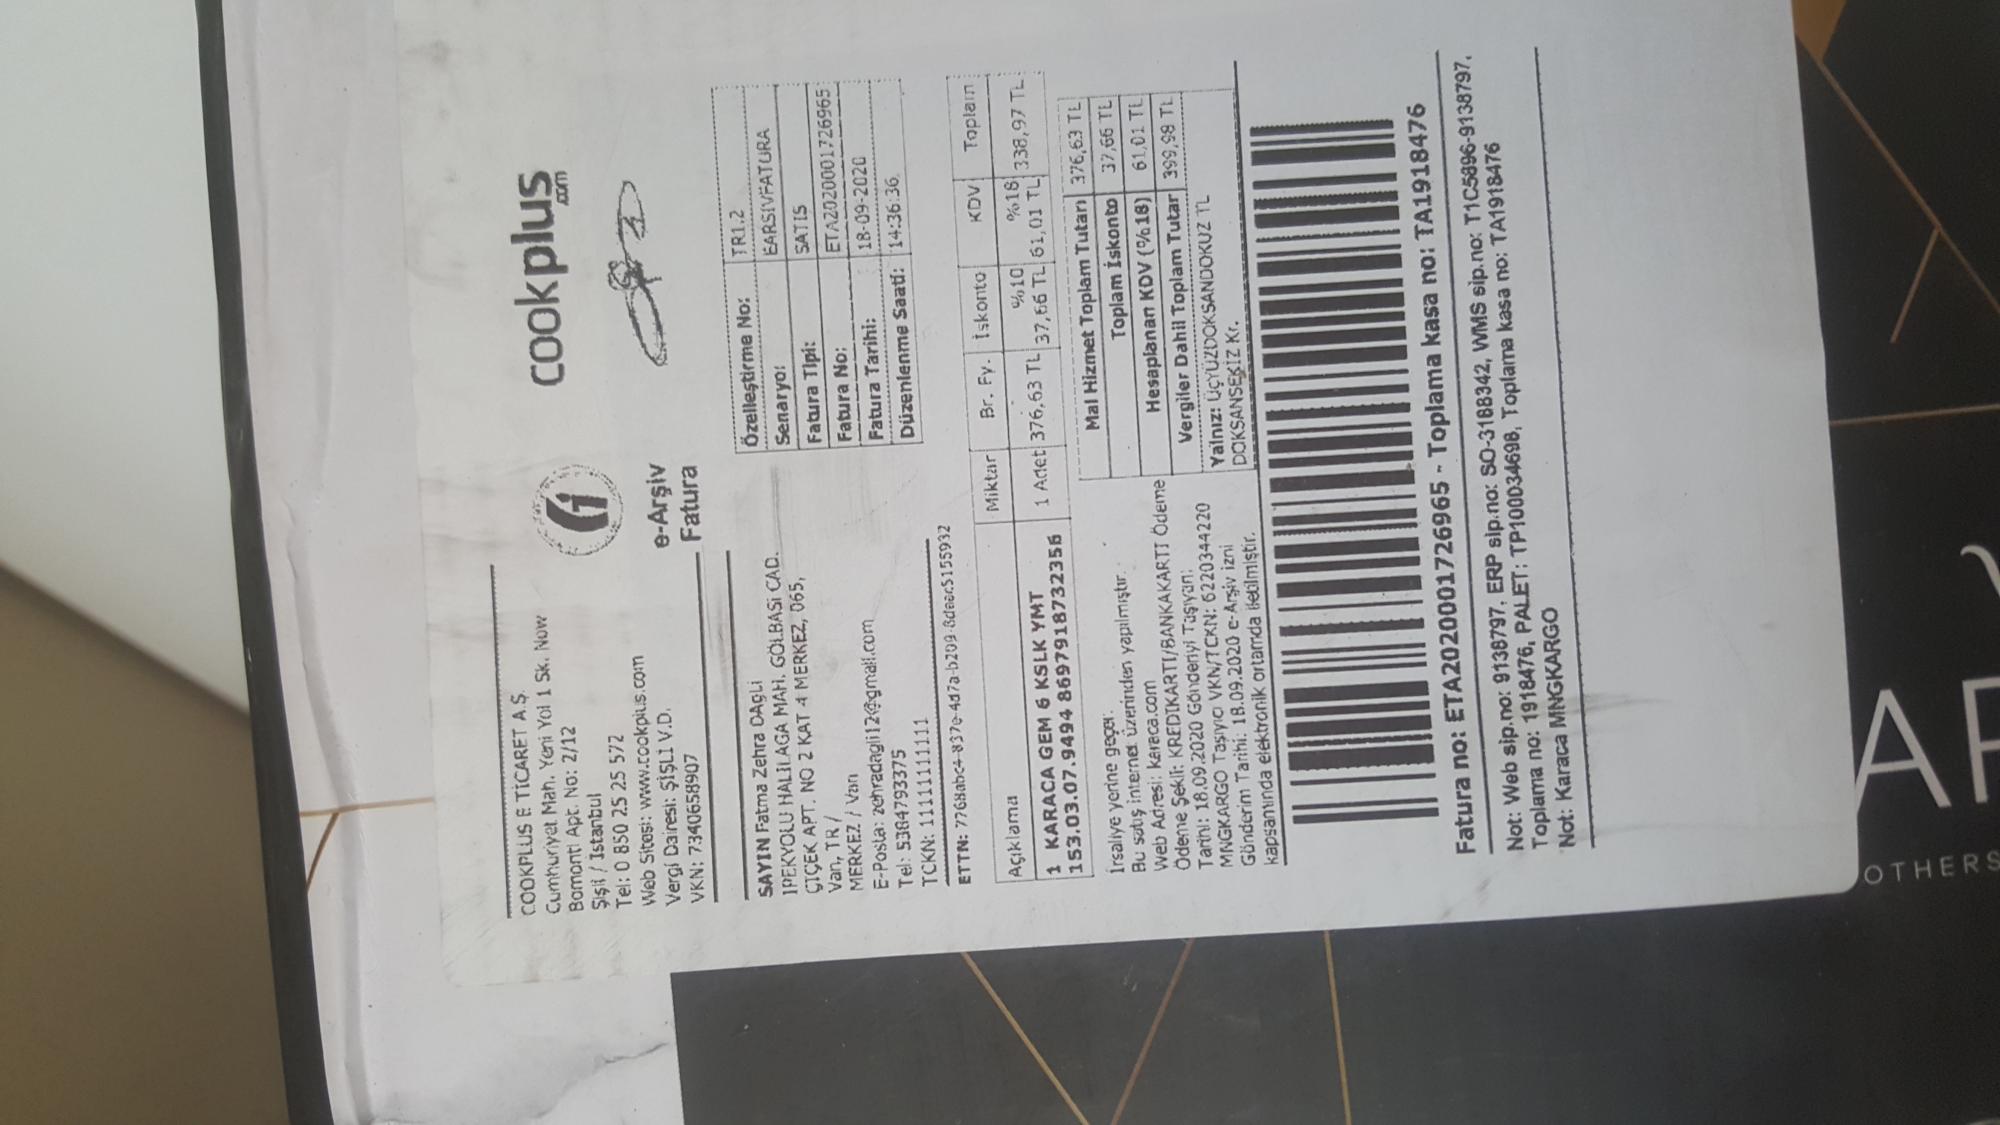 COOKPLUS E TİCARET A.Ş.
Cumhuriyet Mah. Yeni Yol 1 Sk. Now
Bomonti Apt. No: 2/12
Şişli / İstanbul
Tel: 0 850 25 25 572
Web Sitesi: www.cookplus.com
Vergi Dairesi: ŞİŞLİ V.D.
VKN: 7340658907
e-Arşiv
Fatura
cookplus
.com
SAYIN Fatma Zehra DAGLI
IPEKYOLU HALILAGA MAH. GÖLBASI CAD.
ÇİÇEK APT. NO 2 KAT 4 MERKEZ, 065,
Van, TR /
MERKEZ / Van
E-Posta: zehradagli12@gmail.com
Tel: 5384793375
TCKN: 11111111111
Özelleştirme No: TR1.2
Senaryo: EARSIVFATURA
Fatura Tipi: SATIS
Fatura No: ETA2020001726965
Fatura Tarihi: 18-09-2020
Düzenlenme Saati: 14:36:36
ETTN:
Açıklama Miktar Br. Fy. İskonto KDV Toplam
1 KARACA GEM 6 KSLK YMT
153.03.07.9494 8697918732356 1 Adet 376,63 TL %10 37,66 TL %18 61,01 TL 338,97 TL
Mal Hizmet Toplam Tutarı 376,63 TL
Toplam İskonto 37,66 TL
Hesaplanan KDV (%18) 61,01 TL
Vergiler Dahil Toplam Tutar 399,98 TL
Yalnız: ÜÇYÜZDOKSANDOKUZ TL
DOKSANSEKİZ Kr.
İrsaliye yerine geçer.
Bu satış internet üzerinden yapılmıştır.
Web Adresi: karaca.com
Ödeme Şekli: KREDIKARTI/BANKAKARTI Ödeme
Tarihi: 18.09.2020 Gönderiyi Taşıyan:
MNGKARGO Taşıyıcı VKN/TCKN: 6220344220
Gönderim Tarihi: 18.09.2020 e-Arşiv izni
kapsamında elektronik ortamda iletilmiştir.
Fatura no: ETA2020001726965 - Toplama kasa no: TA1918476
Not: Web sip.no: 9138797, ERP sip.no: SO-3168342, WMS sip.no: T1C5896-9138797,
Toplama no: 1918476, PALET: TP100034698, Toplama kasa no: TA1918476
Not: Karaca MNGKARGO
OTHERS